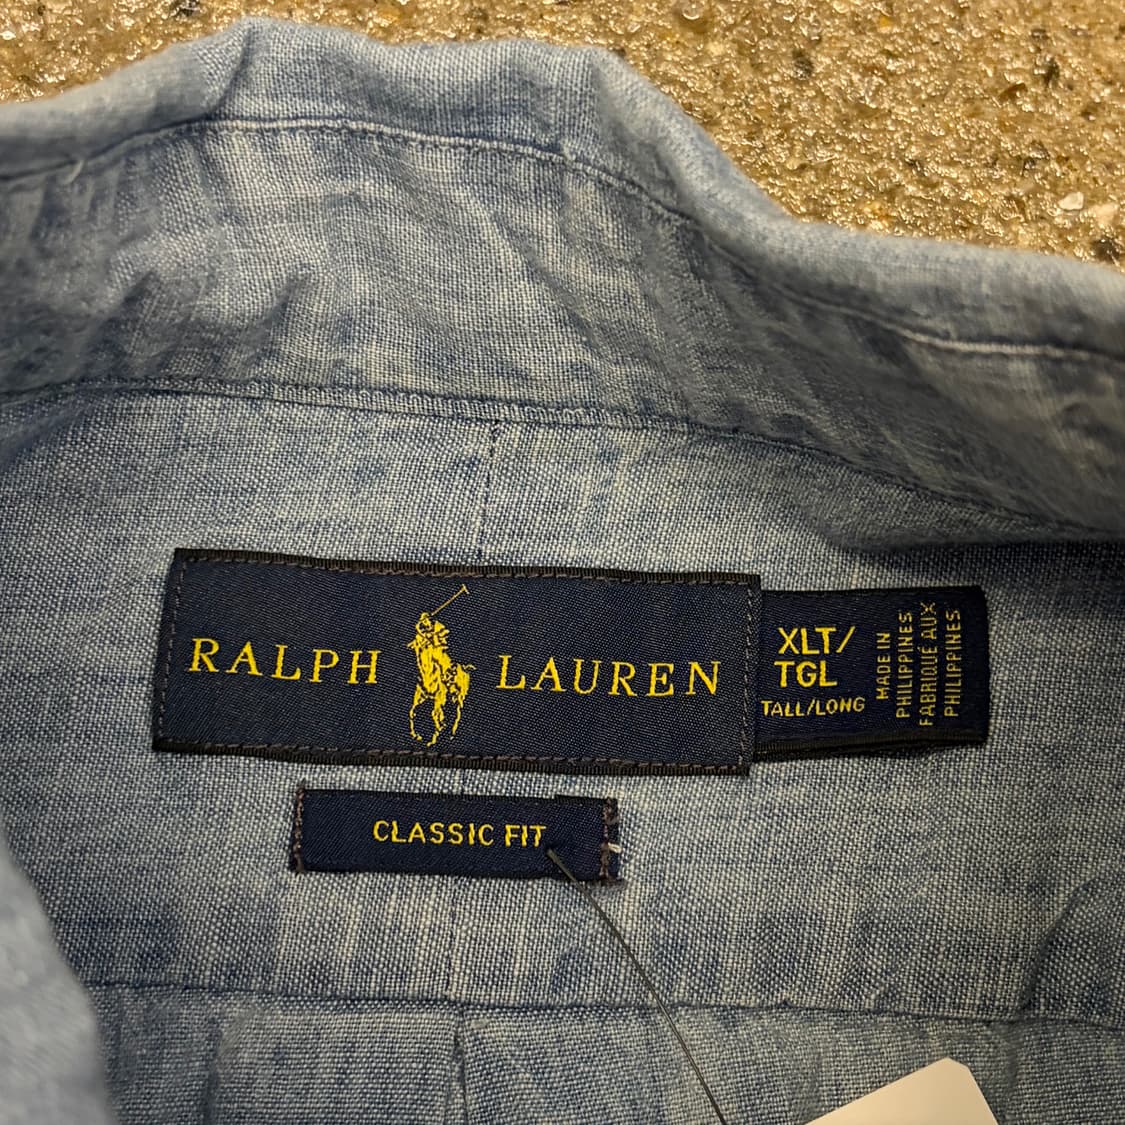 RALPH LAUREN
XLT/
TGL
TALL/LONG
MADE IN
PHILIPPINES
FABRIQUÉ AUX
PHILIPPINES
CLASSIC FIT